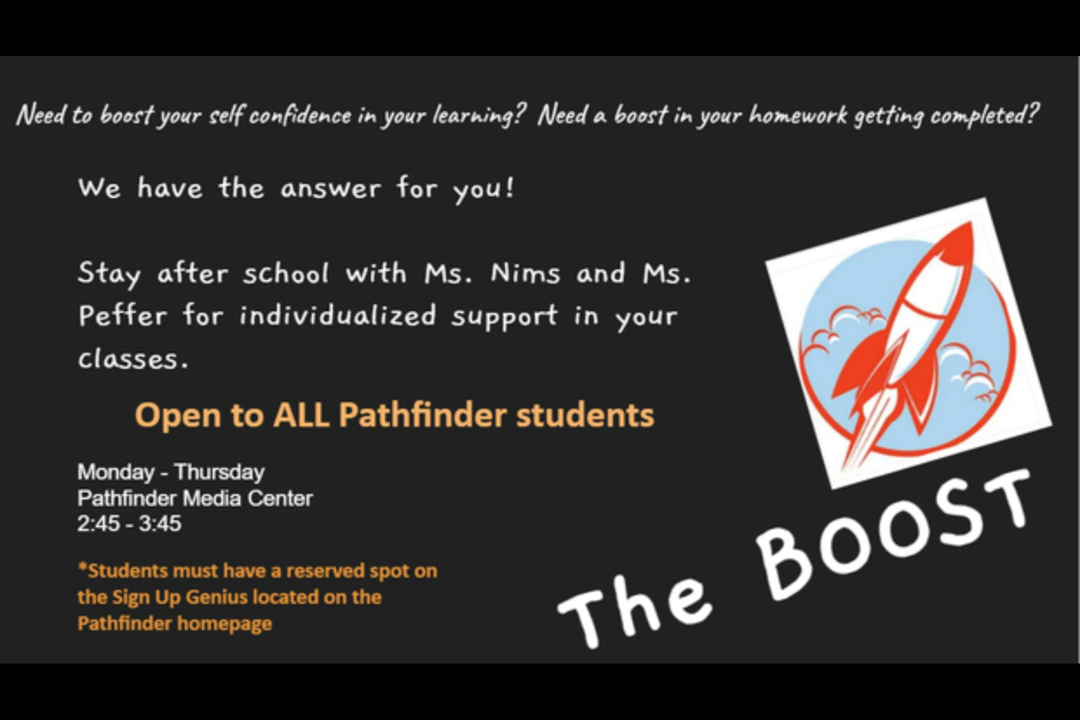 Need to boost your self confidence in your learning? Need a boost in your homework getting completed?
We have the answer for you!
Stay after school with Ms. Nims and Ms.
Peffer for individualized support in your
classes.
Open to ALL Pathfinder students
Monday - Thursday
Pathfinder Media Center
2:45 - 3:45
*Students must have a reserved spot on
the Sign Up Genius located on the
Pathfinder homepage
The BOOST